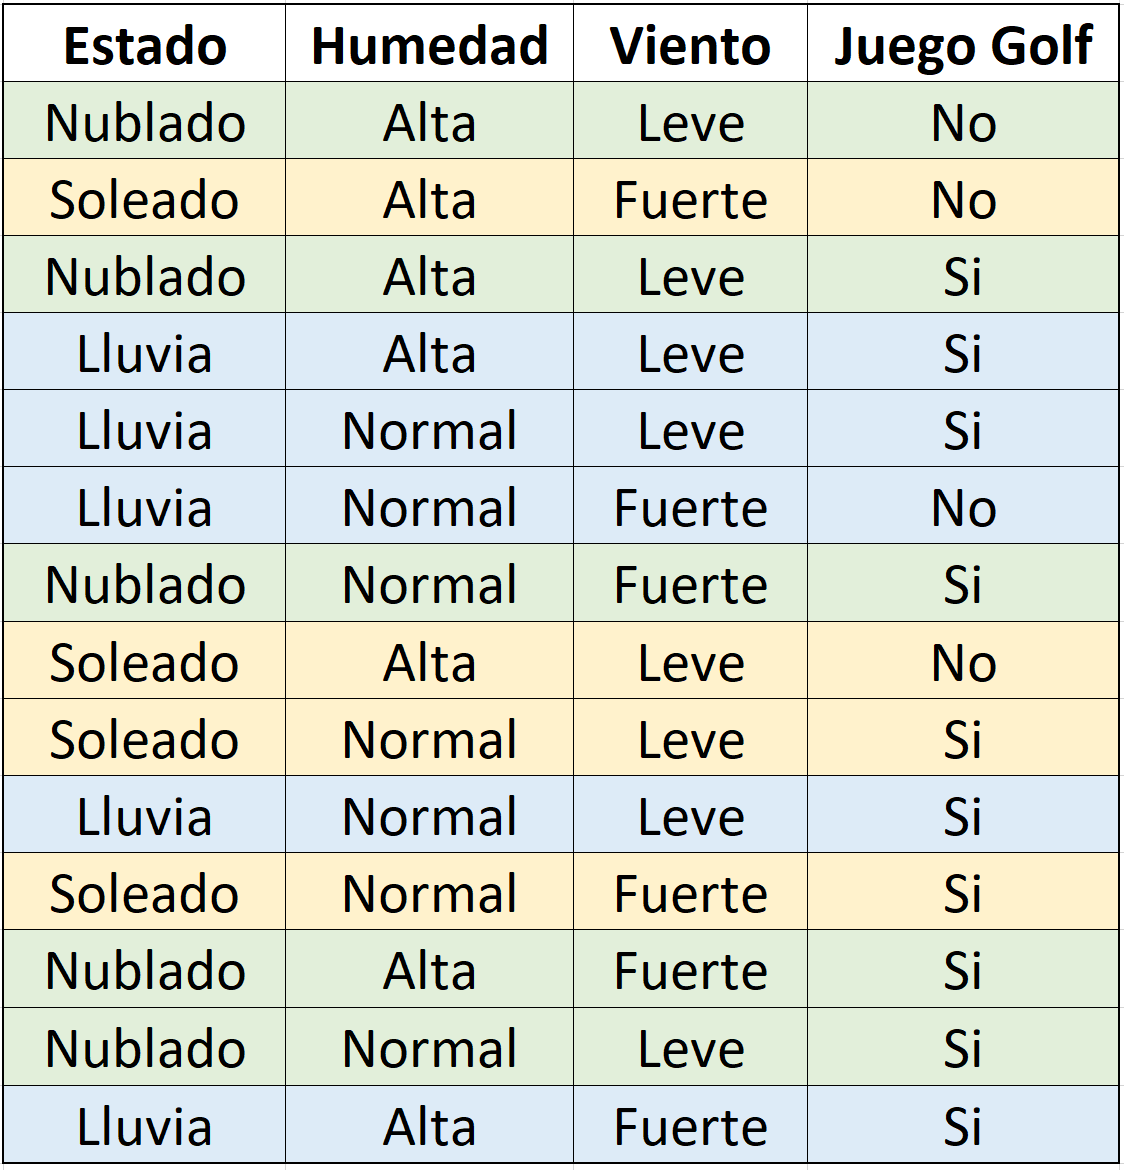 Estado Humedad Viento Juego Golf
Nublado Alta Leve No
Soleado Alta Fuerte No
Nublado Alta Leve Si
Lluvia Alta Leve Si
Lluvia Normal Leve Si
Lluvia Normal Fuerte No
Nublado Normal Fuerte Si
Soleado Alta Leve No
Soleado Normal Leve Si
Lluvia Normal Leve Si
Soleado Normal Fuerte Si
Nublado Alta Fuerte Si
Nublado Normal Leve Si
Lluvia Alta Fuerte Si